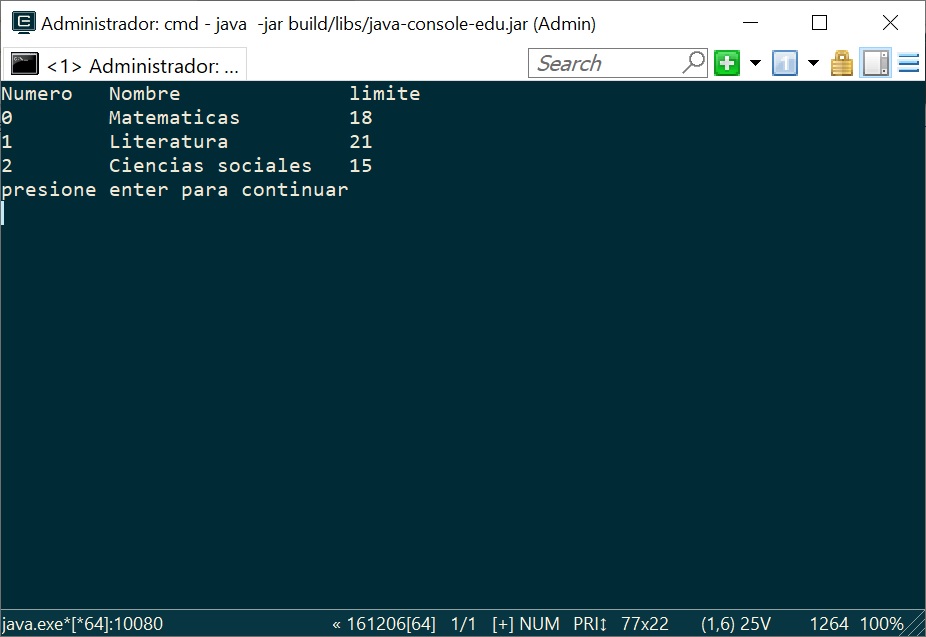 Administrador: cmd - java  -jar build/libs/java-console-edu.jar (Admin)
<1> Administrador: ... Search 1
Numero   Nombre              limite
0        Matematicas         18
1        Literatura          21
2        Ciencias sociales   15
presione enter para continuar
java.exe*[*64]:10080 « 161206[64] 1/1 [+] NUM PRI↕ 77x22 (1,6) 25V 1264 100%